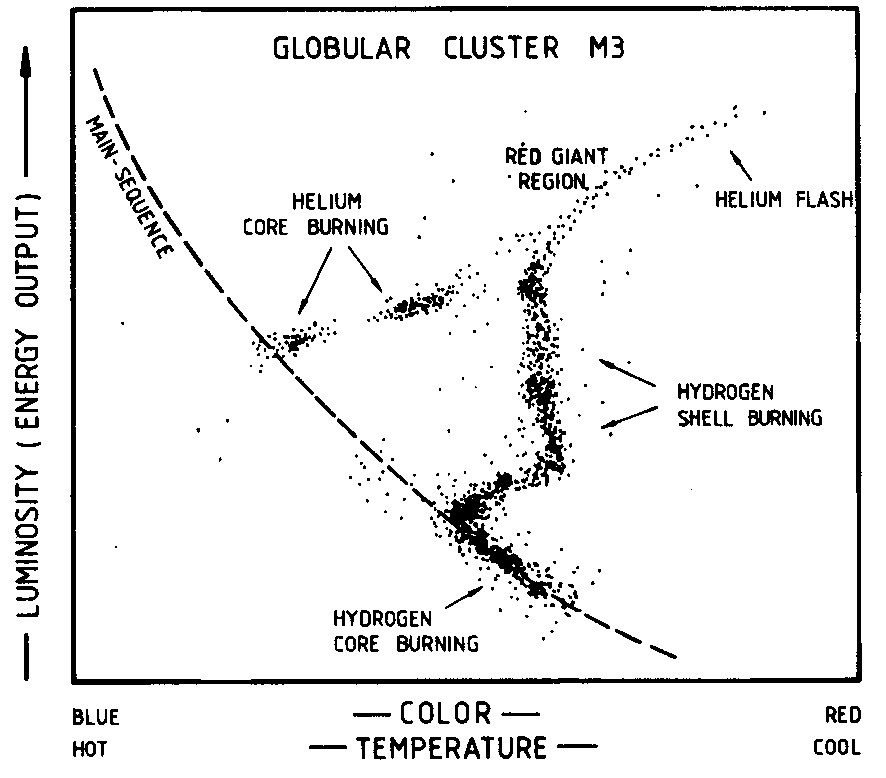 GLOBULAR CLUSTER M3
MAIN-SEQUENCE
RED GIANT
REGION
HELIUM FLASH
HELIUM
CORE BURNING
HYDROGEN
SHELL BURNING
HYDROGEN
CORE BURNING
LUMINOSITY (ENERGY OUTPUT)
BLUE — COLOR — RED
HOT — TEMPERATURE — COOL